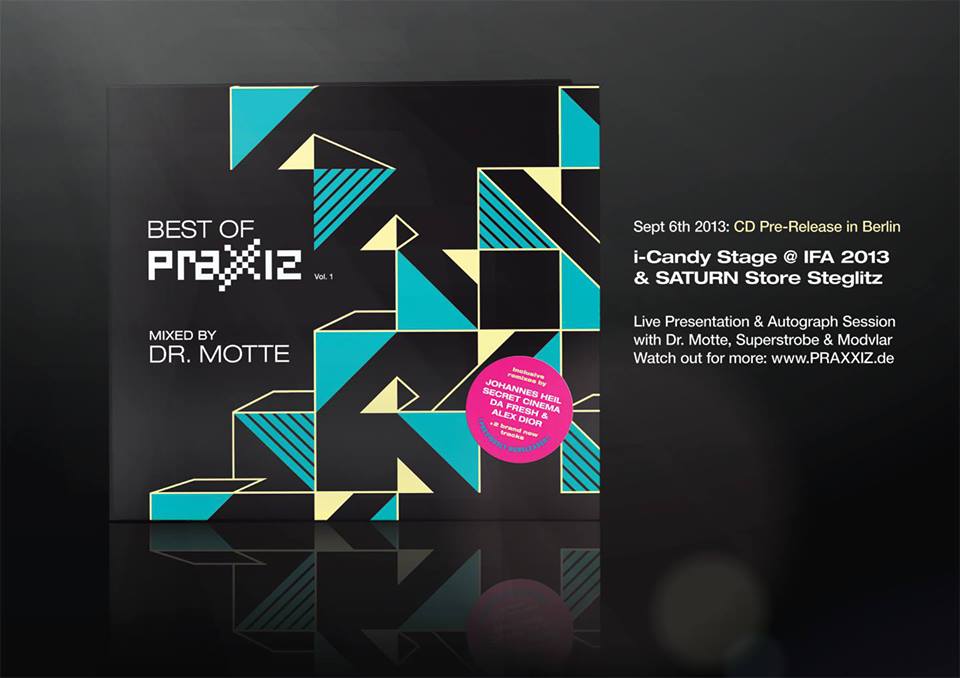 BEST OF
PRAXXIZ Vol. 1
MIXED BY
DR. MOTTE
Inclusive
remixes by
JOHANNES HEIL
SECRET CINEMA
DA FRESH &
ALEX DIOR
+2 brand new
tracks
Sept 6th 2013: CD Pre-Release in Berlin
i-Candy Stage @ IFA 2013
& SATURN Store Steglitz
Live Presentation & Autograph Session
with Dr. Motte, Superstrobe & Modvlar
Watch out for more: www.PRAXXIZ.de